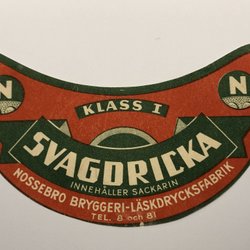 N
N
KLASS I
SVAGDRICKA
INNEHÅLLER SACKARIN
NOSSEBRO BRYGGERI-LÄSKDRYCKSFABRIK
TEL. 8 och 81